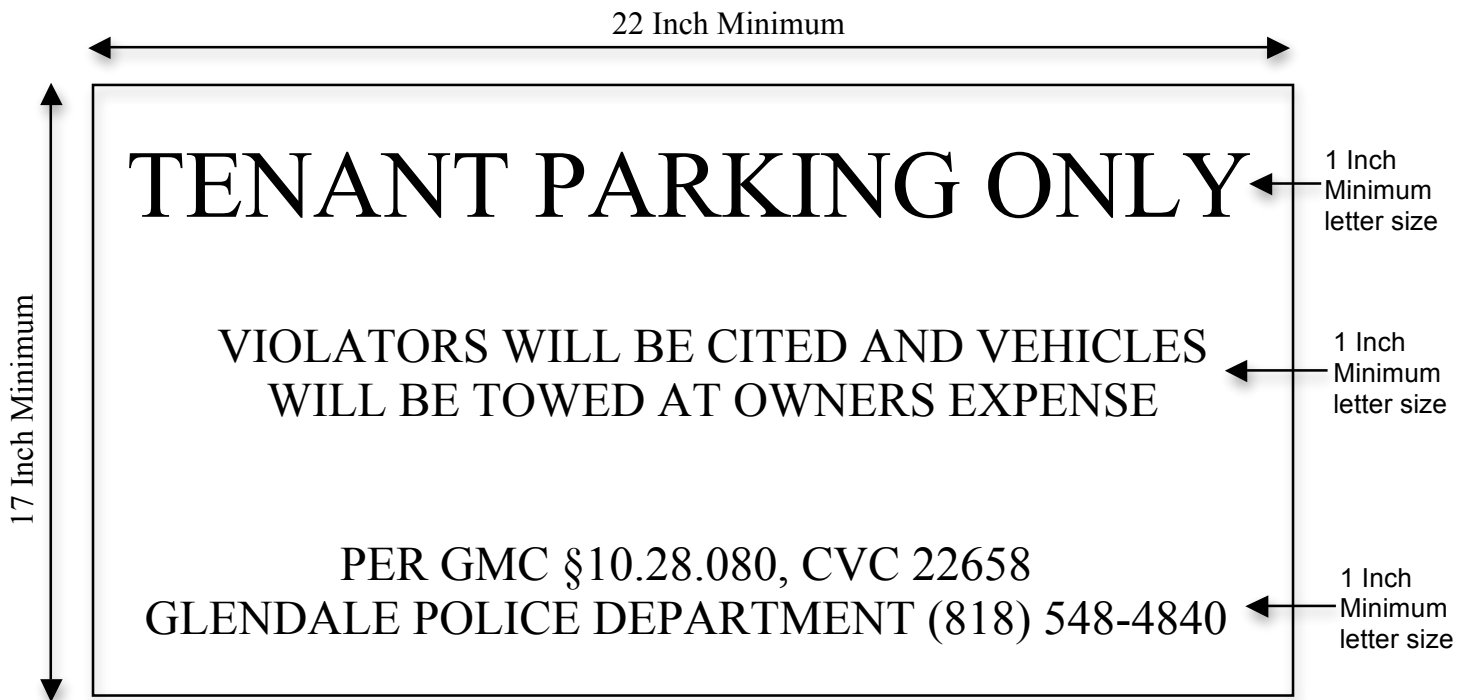 22 Inch Minimum
17 Inch Minimum
TENANT PARKING ONLY
1 Inch
Minimum
letter size
VIOLATORS WILL BE CITED AND VEHICLES
WILL BE TOWED AT OWNERS EXPENSE
1 Inch
Minimum
letter size
PER GMC §10.28.080, CVC 22658
GLENDALE POLICE DEPARTMENT (818) 548-4840
1 Inch
Minimum
letter size